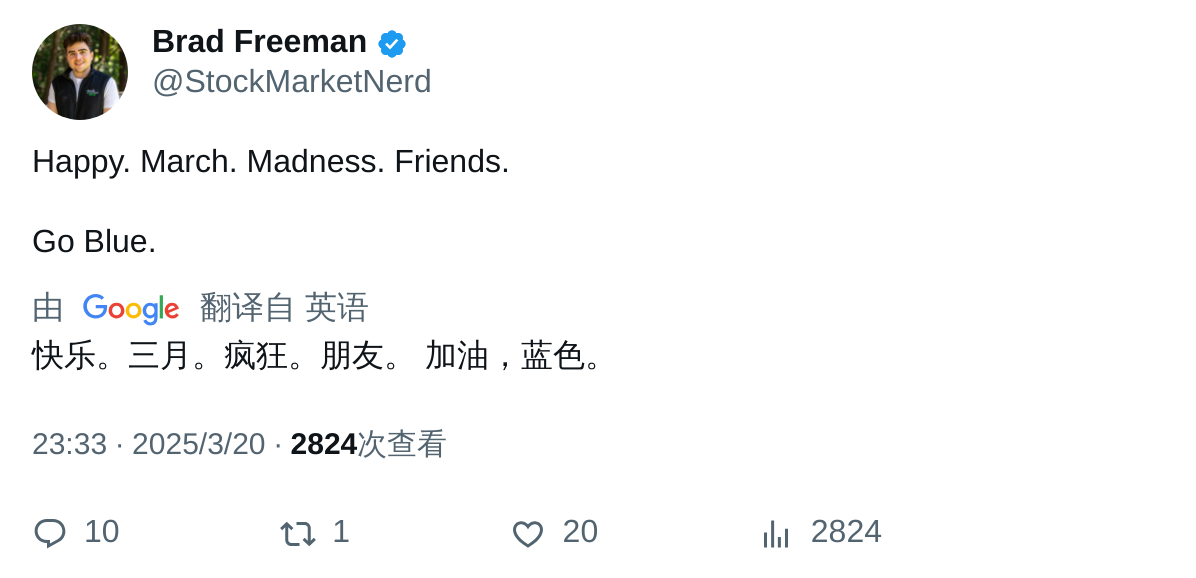 Brad Freeman
@StockMarketNerd
Happy. March. Madness. Friends.
Go Blue.
由 Google 翻译自 英语
快乐。三月。疯狂。朋友。 加油，蓝色。
23:33 · 2025/3/20 · 2824次查看
10 1 20 2824